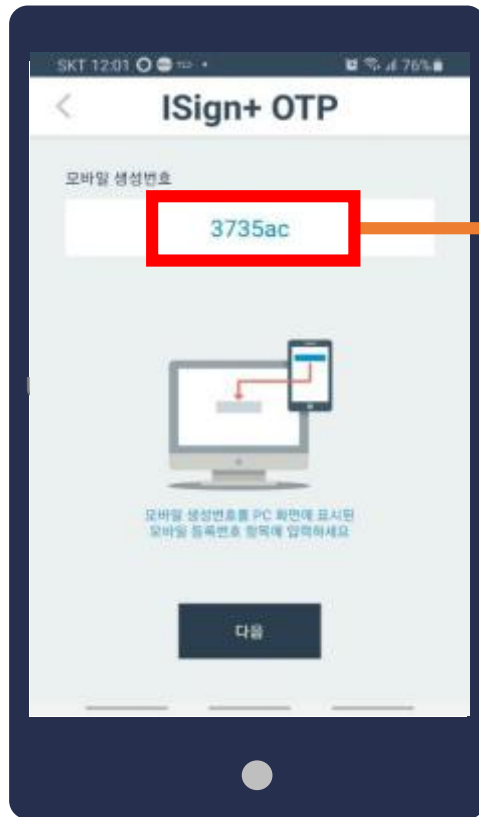 SKT 12:01
76%
ISign+ OTP
모바일 생성번호
3735ac
모바일 생성번호를 PC 화면에 표시된
모바일 등록번호 항목에 입력하세요
다음